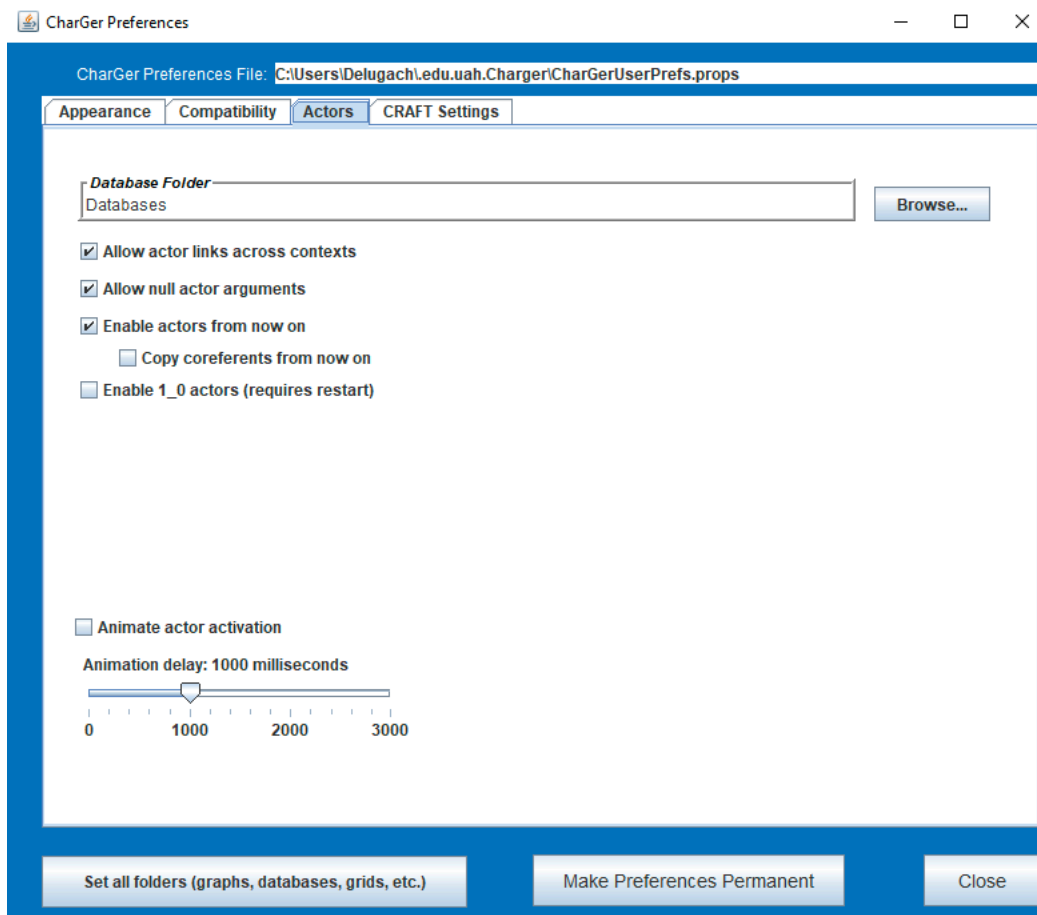 CharGer Preferences
CharGer Preferences File: C:\Users\Delugach\.edu.uah.Charger\CharGerUserPrefs.props
Appearance Compatibility Actors CRAFT Settings
Database Folder
Databases Browse...
Allow actor links across contexts
Allow null actor arguments
Enable actors from now on
Copy coreferents from now on
Enable 1_0 actors (requires restart)
Animate actor activation
Animation delay: 1000 milliseconds
0 1000 2000 3000
Set all folders (graphs, databases, grids, etc.) Make Preferences Permanent Close